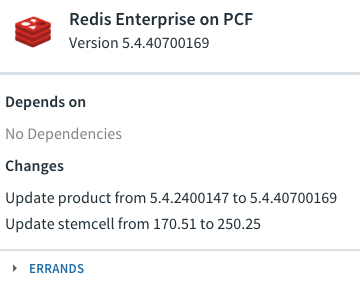 Redis Enterprise on PCF
Version 5.4.40700169
Depends on
No Dependencies
Changes
Update product from 5.4.2400147 to 5.4.40700169
Update stemcell from 170.51 to 250.25
ERRANDS